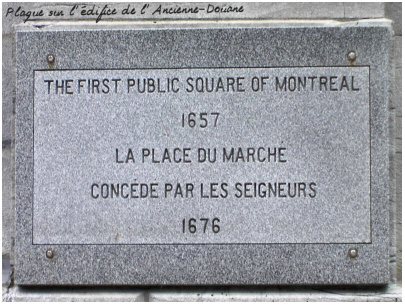 Plaque sur l'édifice de l'Ancienne-Douane
THE FIRST PUBLIC SQUARE OF MONTREAL
1657
LA PLACE DU MARCHE
CONCÉDE PAR LES SEIGNEURS
1676